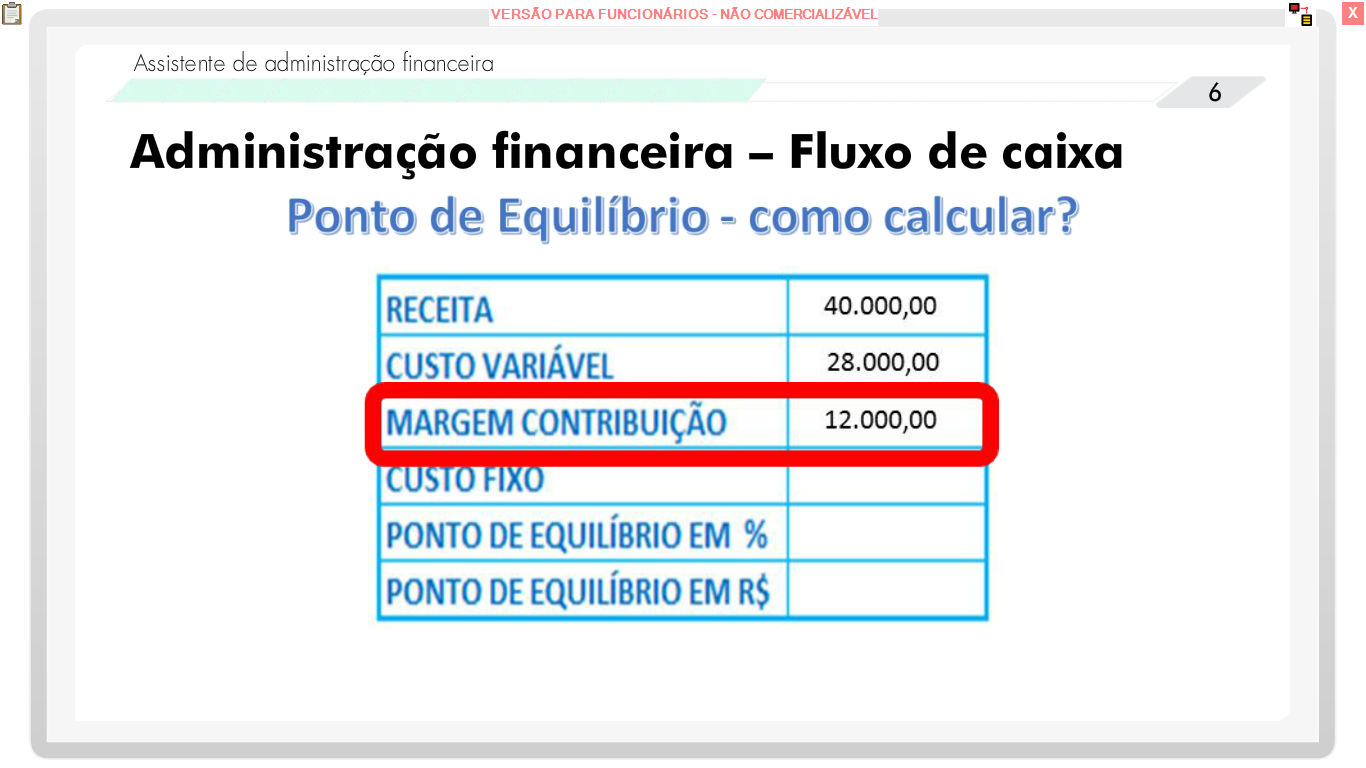 VERSÃO PARA FUNCIONÁRIOS - NÃO COMERCIALIZÁVEL
X
Assistente de administração financeira
6
Administração financeira – Fluxo de caixa
Ponto de Equilíbrio - como calcular?
RECEITA 40.000,00
CUSTO VARIÁVEL 28.000,00
MARGEM CONTRIBUIÇÃO 12.000,00
CUSTO FIXO
PONTO DE EQUILÍBRIO EM %
PONTO DE EQUILÍBRIO EM R$